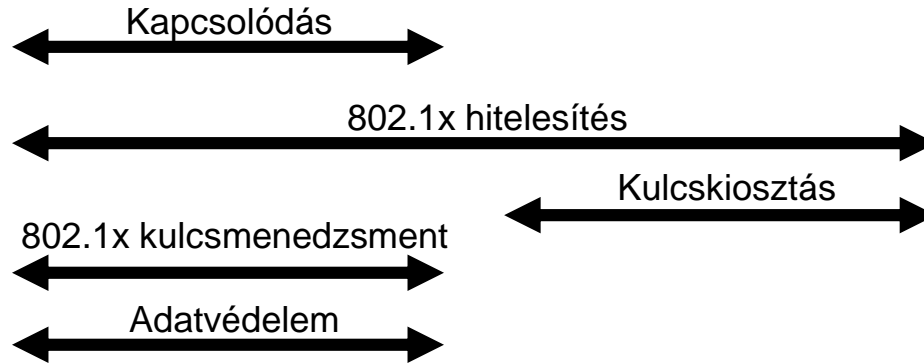 Kapcsolódás
802.1x hitelesítés
Kulcskiosztás
802.1x kulcsmenedzsment
Adatvédelem